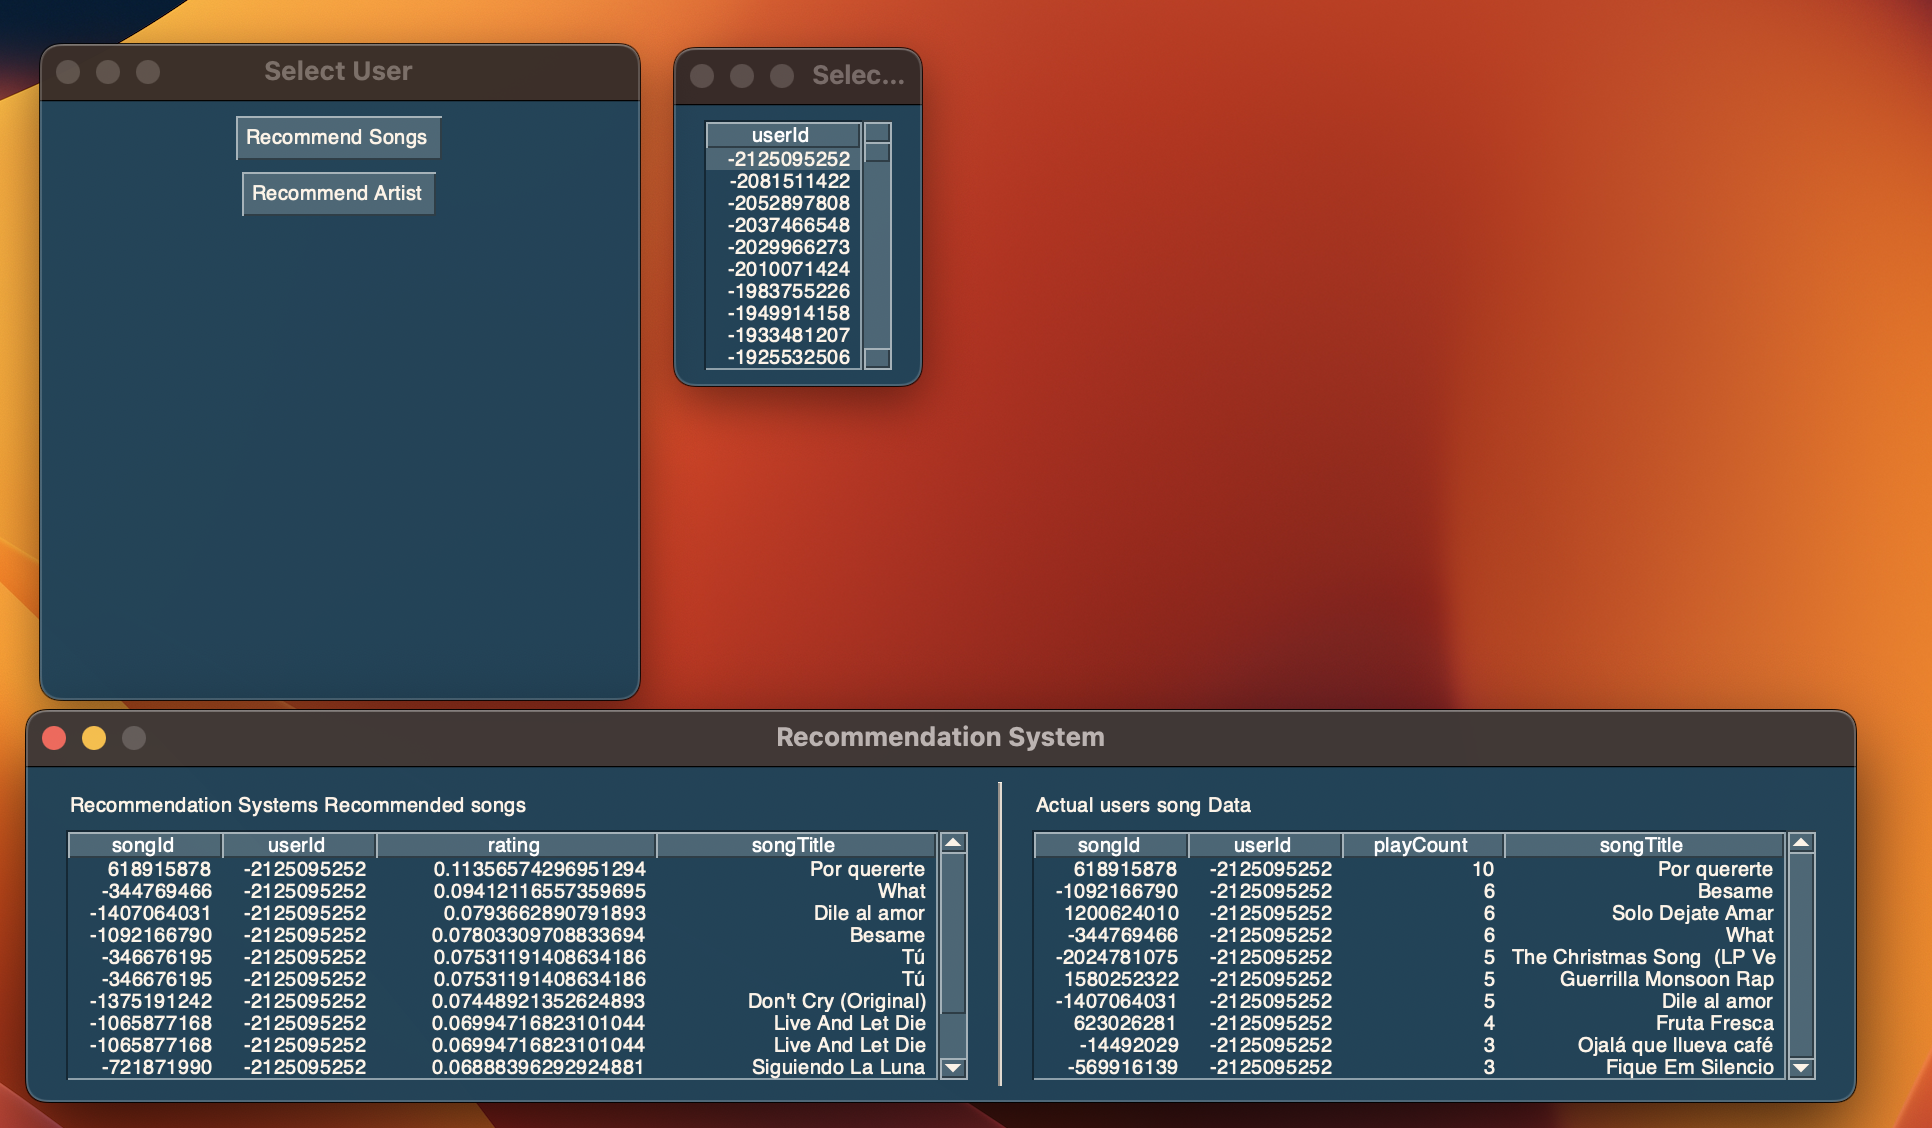 Select User
Recommend Songs
Recommend Artist
Selec...
userId
-2125095252
-2081511422
-2052897808
-2037466548
-2029966273
-2010071424
-1983755226
-1949914158
-1933481207
-1925532506
Recommendation System
Recommendation Systems Recommended songs
songId userId rating songTitle
618915878 -2125095252 0.113565742969512​94 Por quererte
-344769466 -2125095252 0.09412116557359695 What
-1407064031 -2125095252 0.0793662890791893 Dile al amor
-1092166790 -2125095252 0.07803309708833694 Besame
-346676195 -2125095252 0.07531191408634186 Tú
-346676195 -2125095252 0.07531191408634186 Tú
-1375191242 -2125095252 0.07448921352624893 Don't Cry (Original)
-1065877168 -2125095252 0.06994716823101044 Live And Let Die
-1065877168 -2125095252 0.06994716823101044 Live And Let Die
-721871990 -2125095252 0.06888396292924881 Siguiendo La Luna
Actual users song Data
songId userId playCount songTitle
618915878 -2125095252 10 Por quererte
-1092166790 -2125095252 6 Besame
1200624010 -2125095252 6 Solo Dejate Amar
-344769466 -2125095252 6 What
-2024781075 -2125095252 5 The Christmas Song (LP Ve
1580252322 -2125095252 5 Guerrilla Monsoon Rap
-1407064031 -2125095252 5 Dile al amor
623026281 -2125095252 4 Fruta Fresca
-14492029 -2125095252 3 Ojalá que llueva café
-569916139 -2125095252 3 Fique Em Silencio